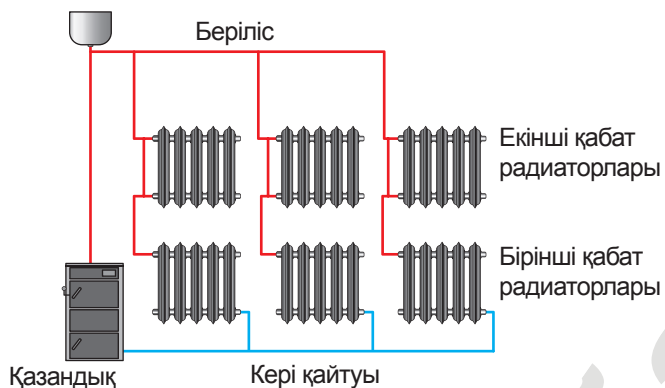 Беріліс
Екінші қабат
радиаторлары
Бірінші қабат
радиаторлары
Қазандық
Кері қайтуы